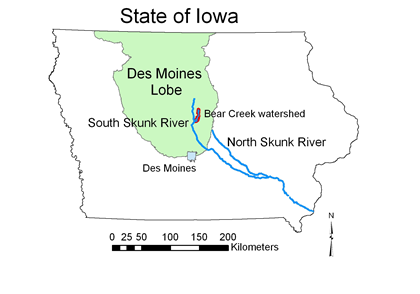 State of Iowa
Des Moines
Lobe
Bear Creek watershed
South Skunk River
North Skunk River
Des Moines
N
0 25 50 100 150 200
Kilometers